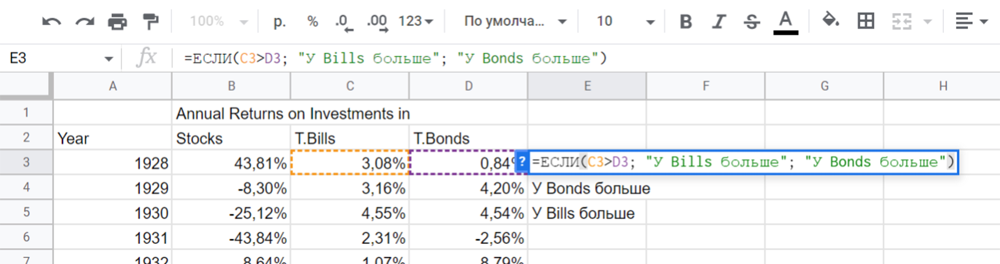 100% р. % .0 .00 123 По умолча... 10 B I S A
E3 fx =ЕСЛИ(C3>D3; "У Bills больше"; "У Bonds больше")
A B C D E F G H
1 Annual Returns on Investments in
2 Year Stocks T.Bills T.Bonds
3 1928 43,81% 3,08% 0,84% ? =ЕСЛИ(C3>D3; "У Bills больше"; "У Bonds больше")
4 1929 -8,30% 3,16% 4,20% У Bonds больше
5 1930 -25,12% 4,55% 4,54% У Bills больше
6 1931 -43,84% 2,31% -2,56%
7 1932 8,64% 1,07% 8,79%